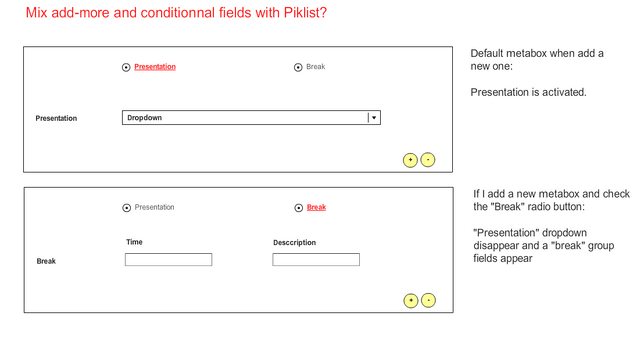 Mix add-more and conditionnal fields with Piklist?
Presentation
Break
Presentation
Dropdown
+
-
Default metabox when add a
new one:
Presentation is activated.
Presentation
Break
Time
Desccription
Break
+
-
If I add a new metabox and check
the "Break" radio button:
"Presentation" dropdown
disappear and a "break" group
fields appear